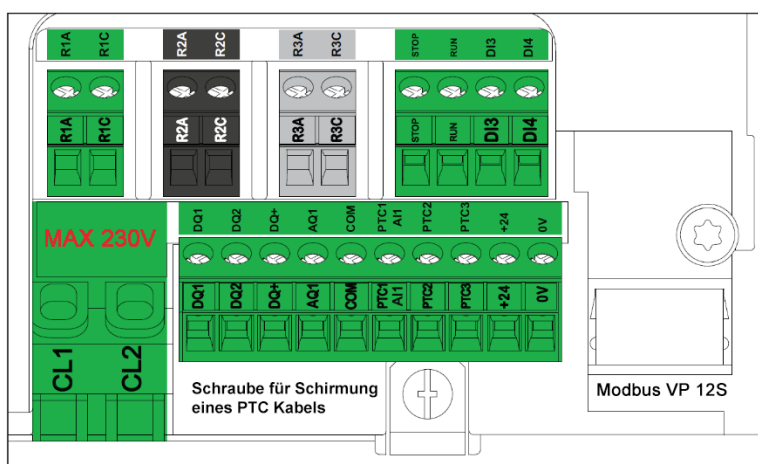 R1A R1C R2A R2C R3A R3C STOP RUN DI3 DI4
R1A R1C R2A R2C R3A R3C STOP RUN DI3 DI4
MAX 230V
DQ1 DQ2 DQ+ AQ1 COM PTC1 AI1 PTC2 PTC3 +24 0V
DQ1 DQ2 DQ+ AQ1 COM PTC1 AI1 PTC2 PTC3 +24 0V
CL1 CL2
Schraube für Schirmung
eines PTC Kabels
Modbus VP 12S